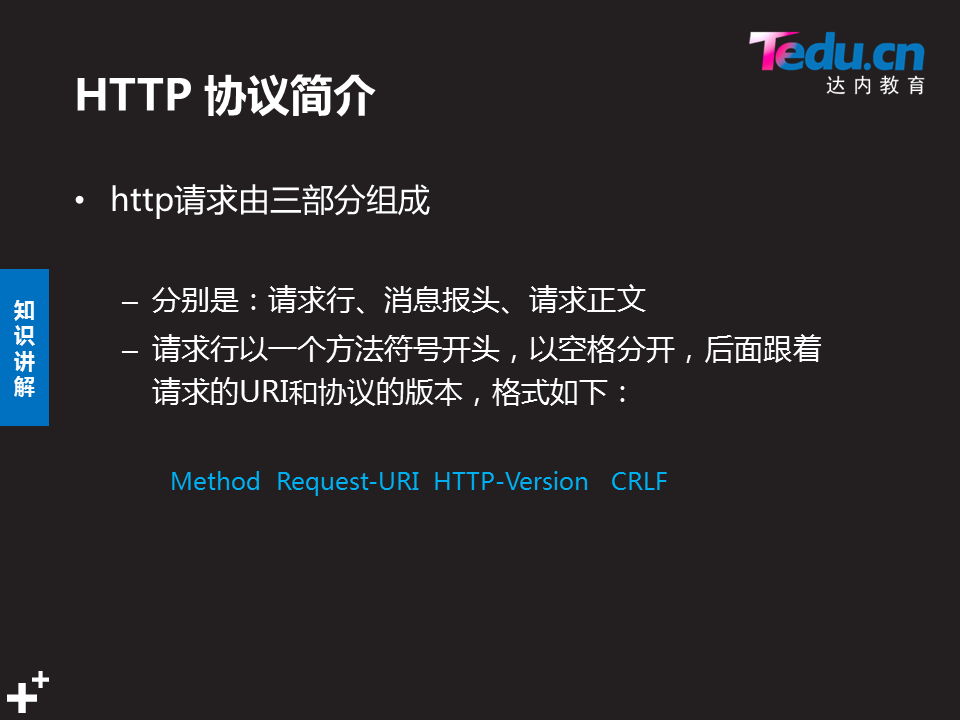 Tedu.cn
达内教育
HTTP 协议简介
• http请求由三部分组成
– 分别是：请求行、消息报头、请求正文
– 请求行以一个方法符号开头，以空格分开，后面跟着
请求的URI和协议的版本，格式如下：
Method Request-URI HTTP-Version CRLF
知识讲解